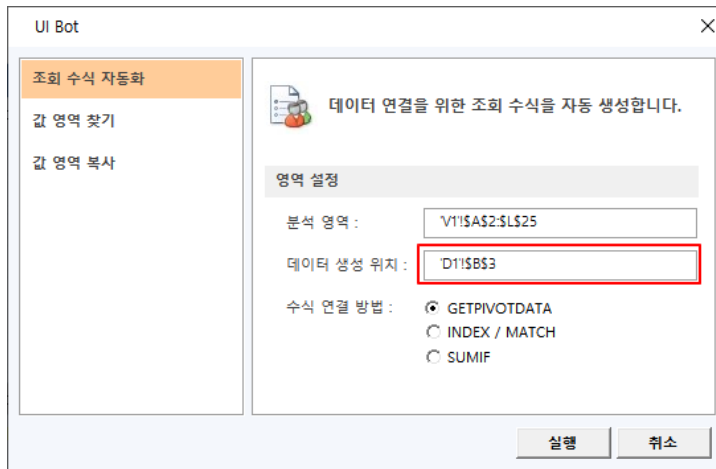 UI Bot
조회 수식 자동화
값 영역 찾기
값 영역 복사
데이터 연결을 위한 조회 수식을 자동 생성합니다.
영역 설정
분석 영역 : 'V1'!$A$2:$L$25
데이터 생성 위치 : 'D1'!$B$3
수식 연결 방법 : GETPIVOTDATA
INDEX / MATCH
SUMIF
실행 취소